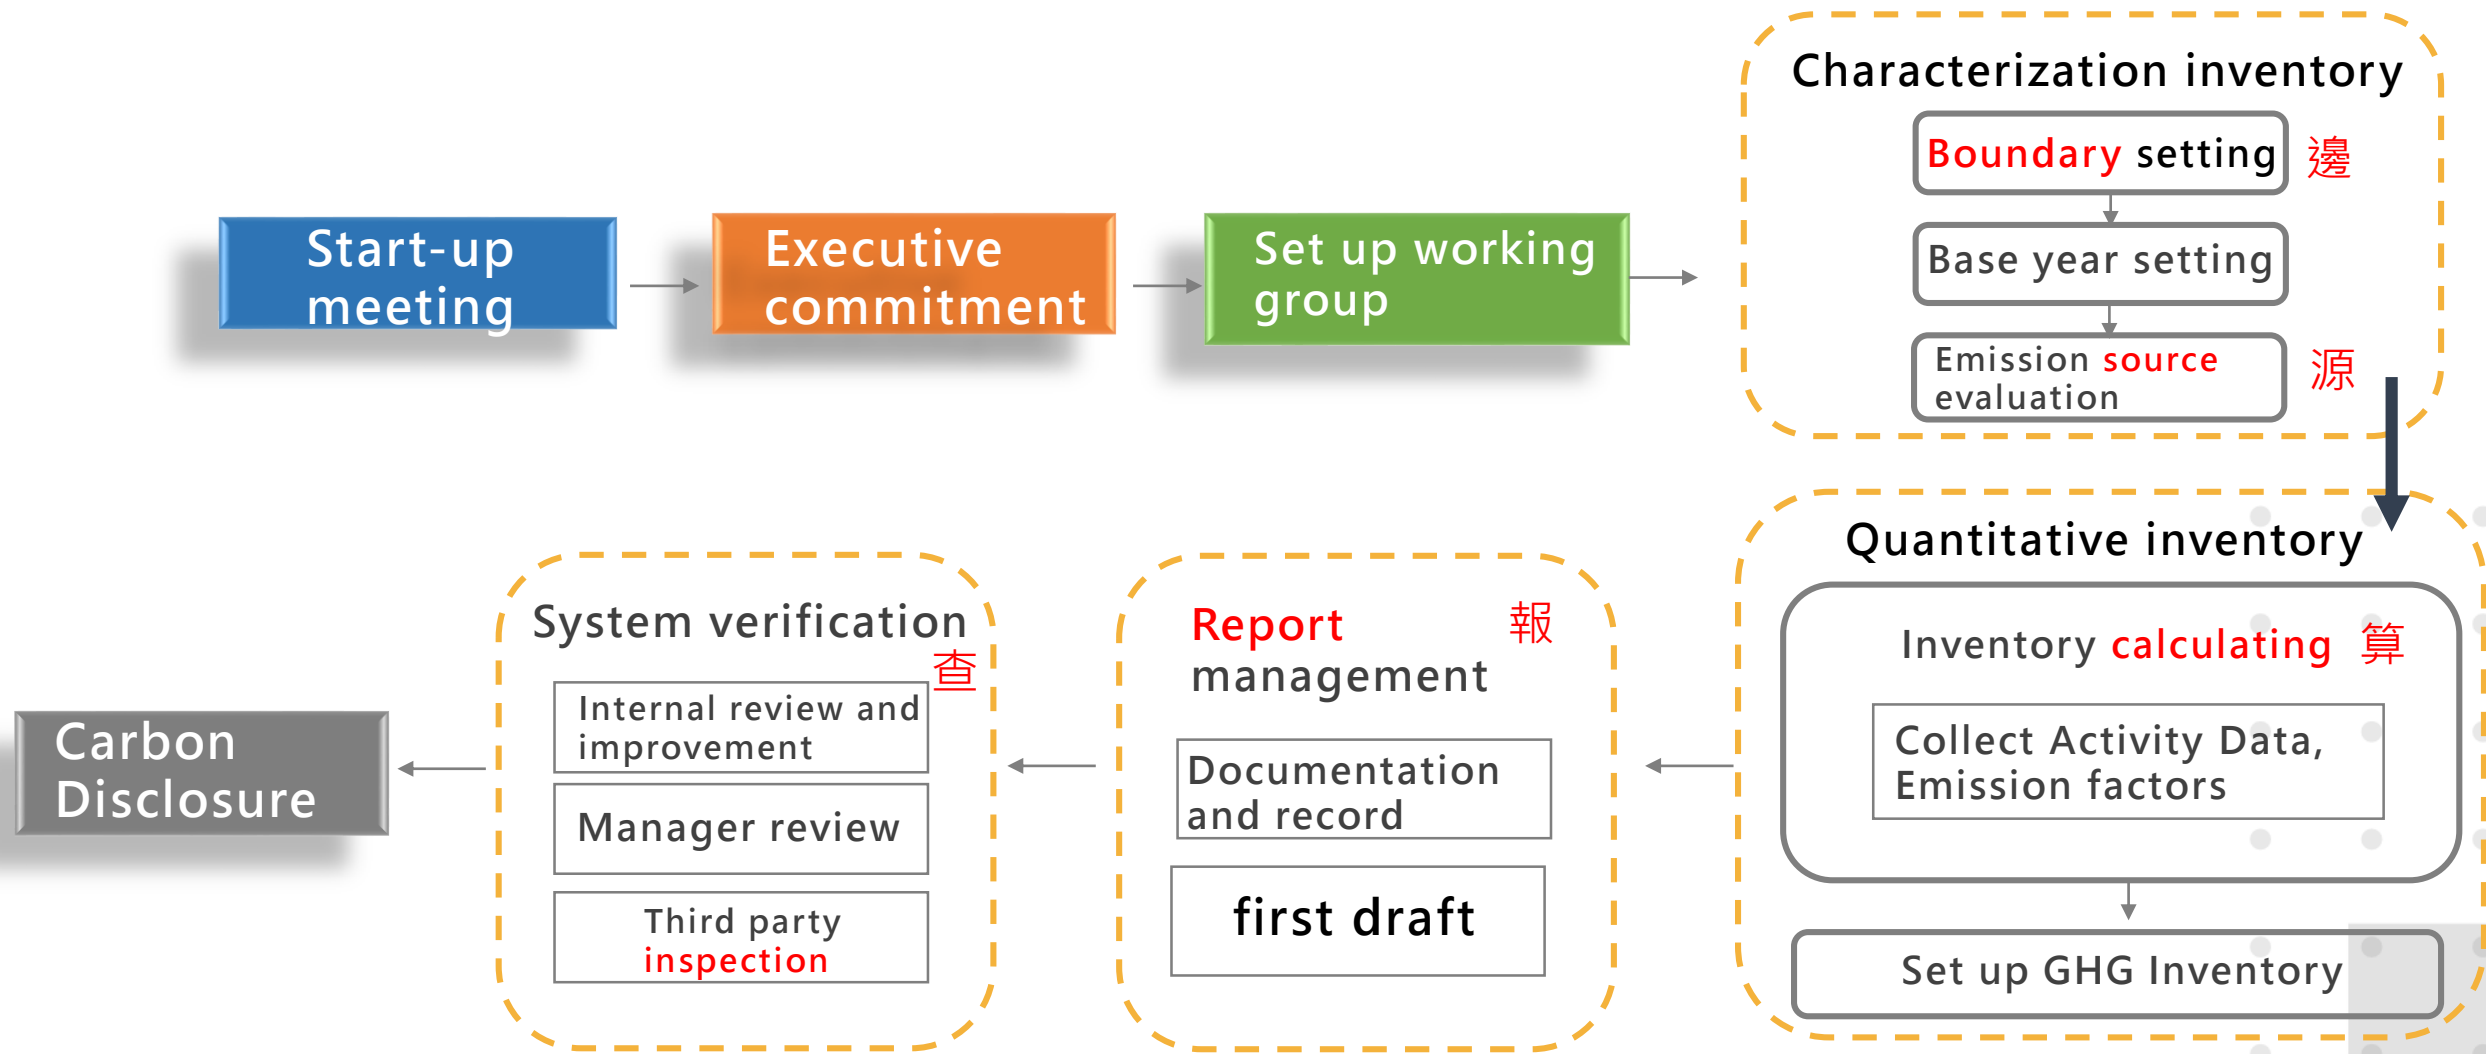 Start-up
meeting
Executive
commitment
Set up working
group
Characterization inventory
Boundary setting 邊
Base year setting
Emission source
evaluation
源
Quantitative inventory
Inventory calculating 算
Collect Activity Data,
Emission factors
Set up GHG Inventory
Report 報
management
Documentation
and record
first draft
System verification
查
Internal review and
improvement
Manager review
Third party
inspection
Carbon
Disclosure